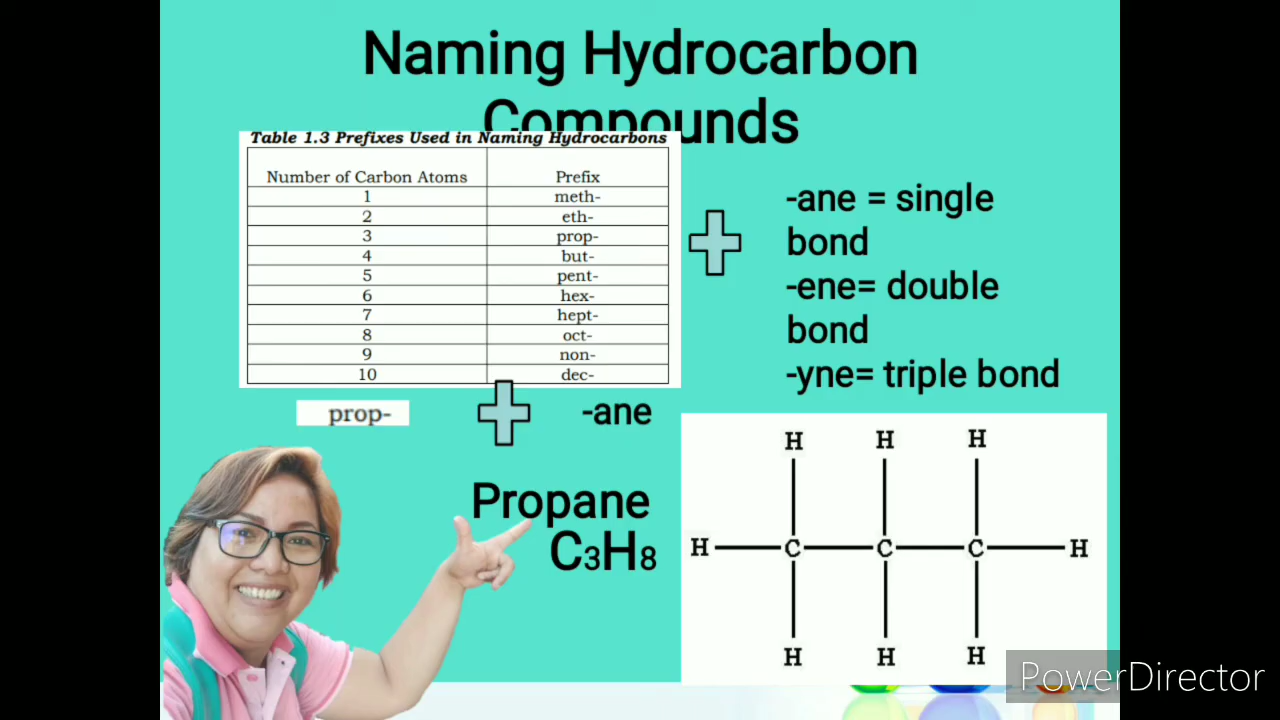 Naming Hydrocarbon
Compounds
Table 1.3 Prefixes Used in Naming Hydrocarbons
Number of Carbon Atoms Prefix
1 meth-
2 eth-
3 prop-
4 but-
5 pent-
6 hex-
7 hept-
8 oct-
9 non-
10 dec-
-ane = single
bond
-ene= double
bond
-yne= triple bond
prop- -ane
Propane
C₃H₈
H H H
H C C C H
H H H
PowerDirector